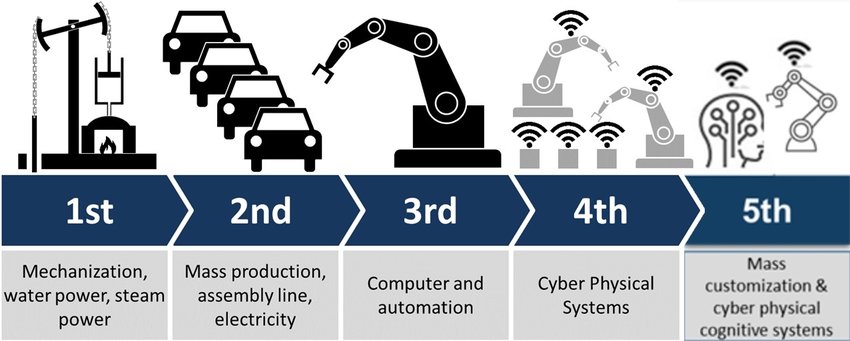 1st
2nd
3rd
4th
5th
Mechanization,
water power, steam
power
Mass production,
assembly line,
electricity
Computer and
automation
Cyber Physical
Systems
Mass
customization &
cyber physical
cognitive systems